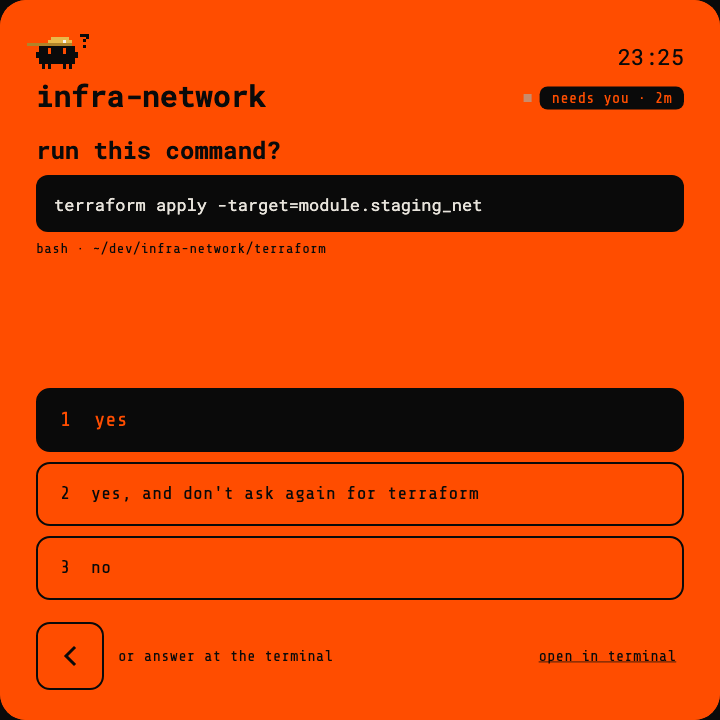 ?
23:25
infra-network
needs you · 2m
run this command?
terraform apply -target=module.staging_net
bash · ~/dev/infra-network/terraform
1 yes
2 yes, and don't ask again for terraform
3 no
or answer at the terminal
open in terminal